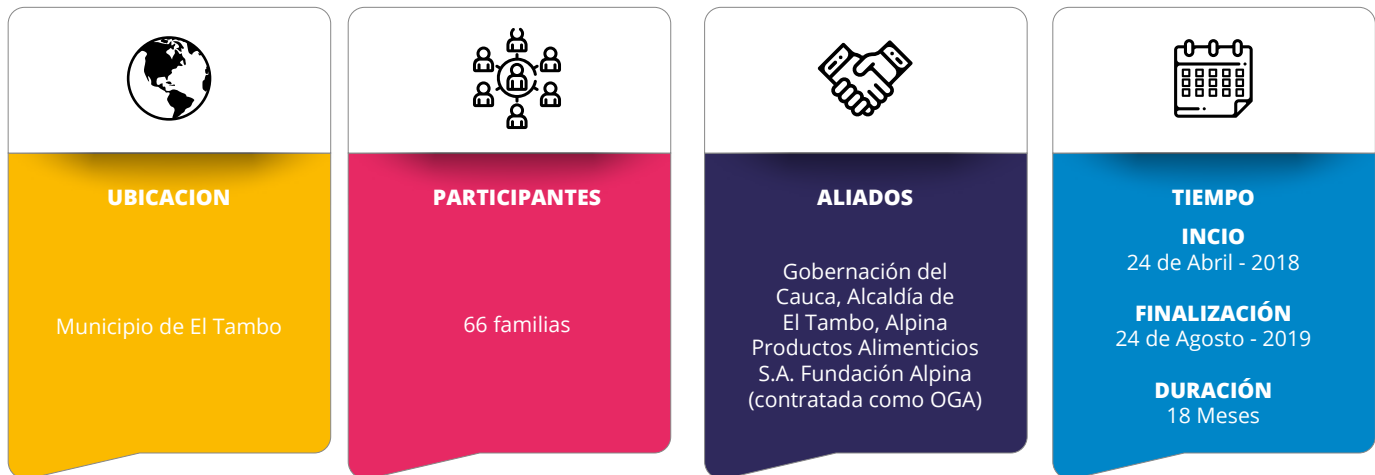 UBICACION
Municipio de El Tambo
PARTICIPANTES
66 familias
ALIADOS
Gobernación del
Cauca, Alcaldía de
El Tambo, Alpina
Productos Alimenticios
S.A. Fundación Alpina
(contratada como OGA)
TIEMPO
INCIO
24 de Abril - 2018
FINALIZACIÓN
24 de Agosto - 2019
DURACIÓN
18 Meses